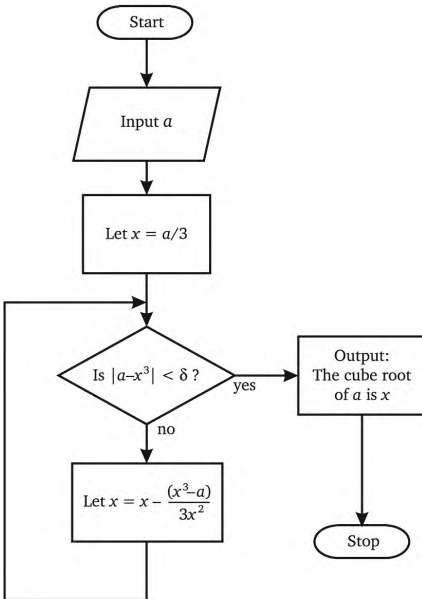 Start
Input a
Let x = a/3
Is |a–x³| < δ ?
yes
Output:
The cube root
of a is x
no
Let x = x – (x³–a)
3x²
Stop